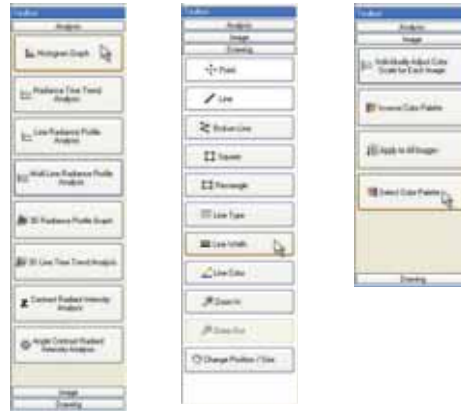 Toolbox
Analysis
Histogram Graph
Radiance Time Trend
Analysis
Line Radiance Profile
Analysis
Multi Line Radiance Profile
Analysis
3D Radiance Profile Graph
3D Line Time Trend Analysis
Contrast Radiant Intensity
Analysis
Angle Contrast Radiant
Intensity Analysis
Image
Drawing
Toolbox
Analysis
Image
Drawing
Point
Line
Broken Line
Square
Rectangle
Line Type
Line Width
Line Color
Zoom In
Zoom Out
Change Position / Size
Toolbox
Analysis
Image
Individually Adjust Color
Scale for Each Image
Inverse Color Palette
Apply to All Images
Select Color Palette
Drawing